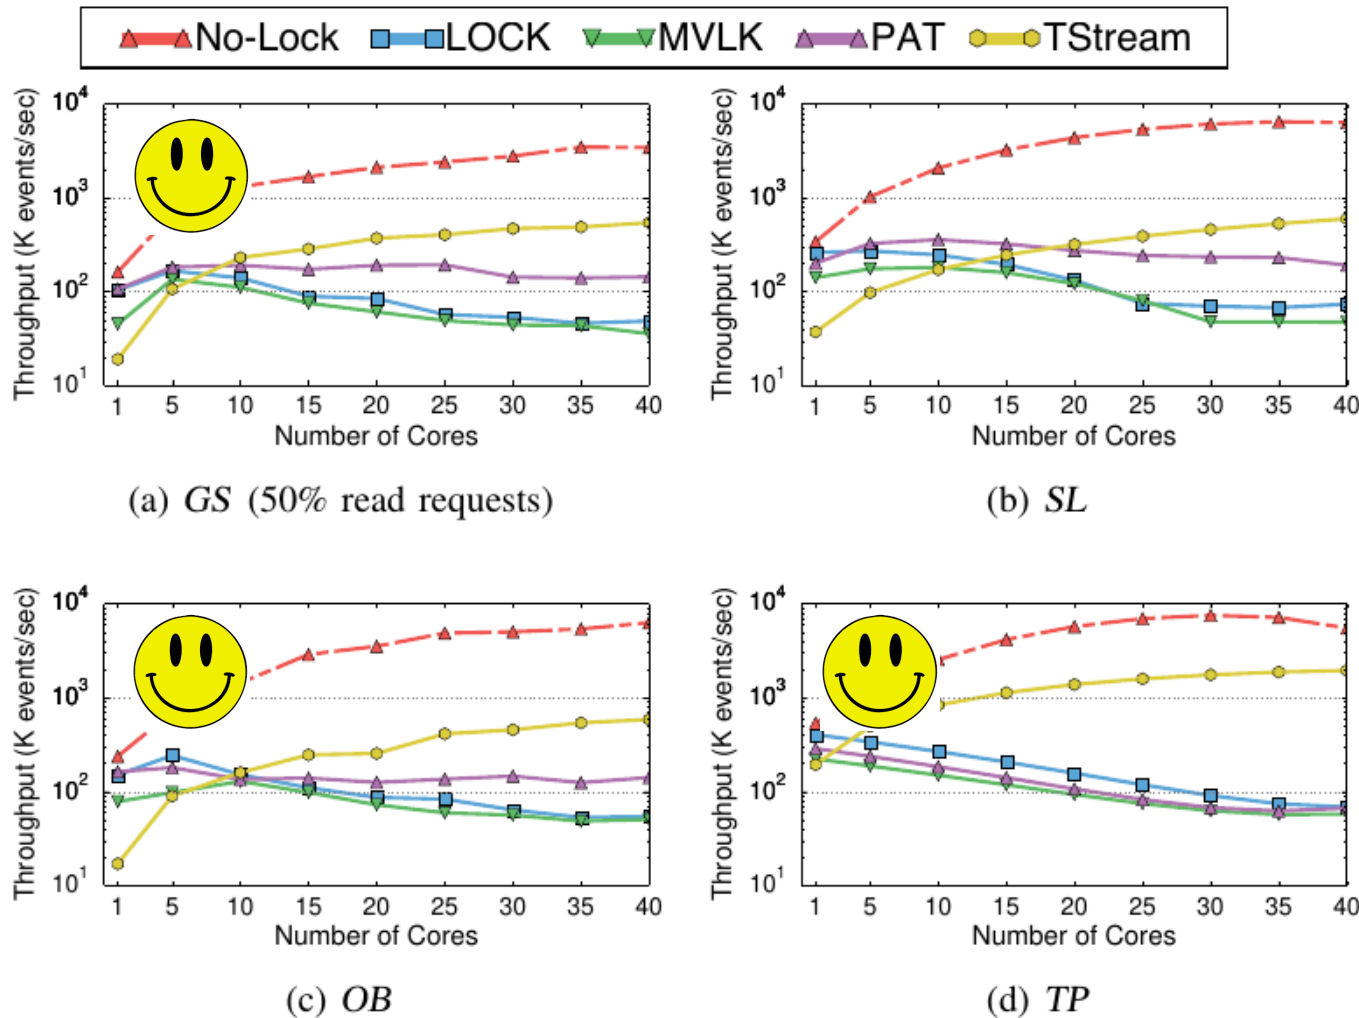 No-Lock LOCK MVLK PAT TStream
Throughput (K events/sec)
10^4
10^3
10^2
10^1
1 5 10 15 20 25 30 35 40
Number of Cores
(a) GS (50% read requests)
Throughput (K events/sec)
10^4
10^3
10^2
10^1
1 5 10 15 20 25 30 35 40
Number of Cores
(b) SL
Throughput (K events/sec)
10^4
10^3
10^2
10^1
1 5 10 15 20 25 30 35 40
Number of Cores
(c) OB
Throughput (K events/sec)
10^4
10^3
10^2
10^1
1 5 10 15 20 25 30 35 40
Number of Cores
(d) TP